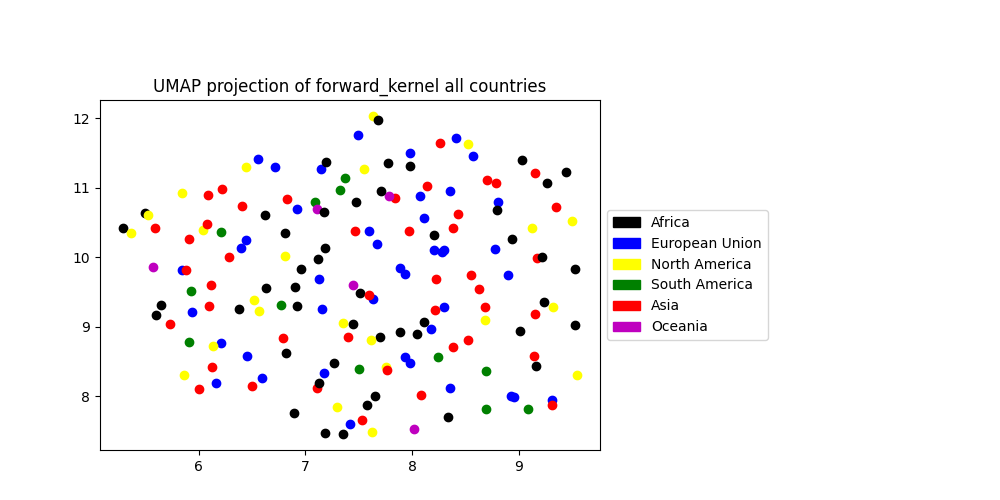 UMAP projection of forward_kernel all countries
12
11
10
9
8
6 7 8 9
Africa
European Union
North America
South America
Asia
Oceania